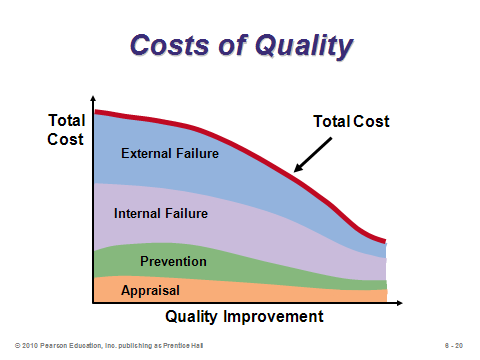 Costs of Quality
Total
Cost
Total Cost
External Failure
Internal Failure
Prevention
Appraisal
Quality Improvement
© 2010 Pearson Education, Inc. publishing as Prentice Hall
6 - 20